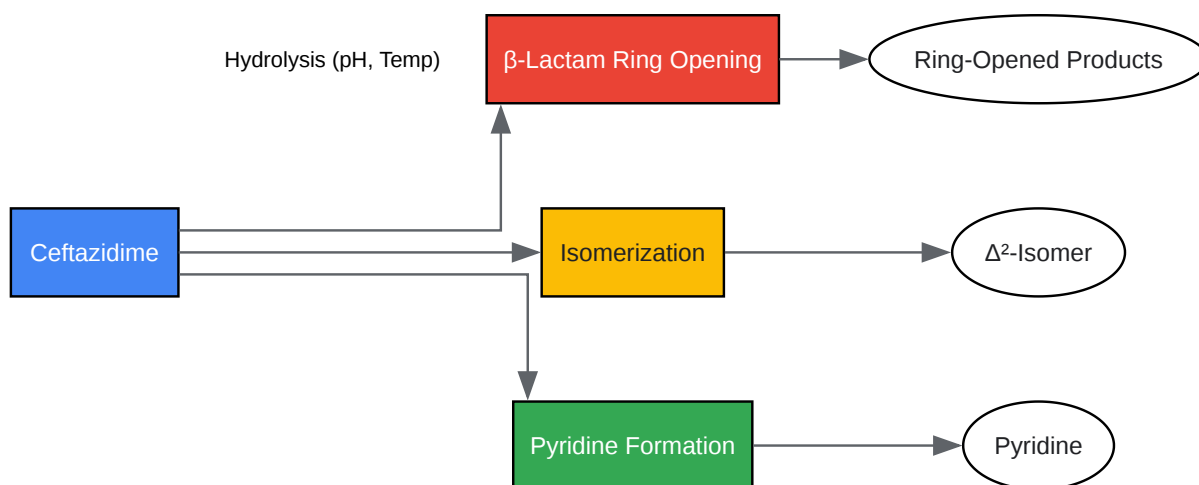 Hydrolysis (pH, Temp)
β-Lactam Ring Opening
Ring-Opened Products
Ceftazidime
Isomerization
Δ²-Isomer
Pyridine Formation
Pyridine